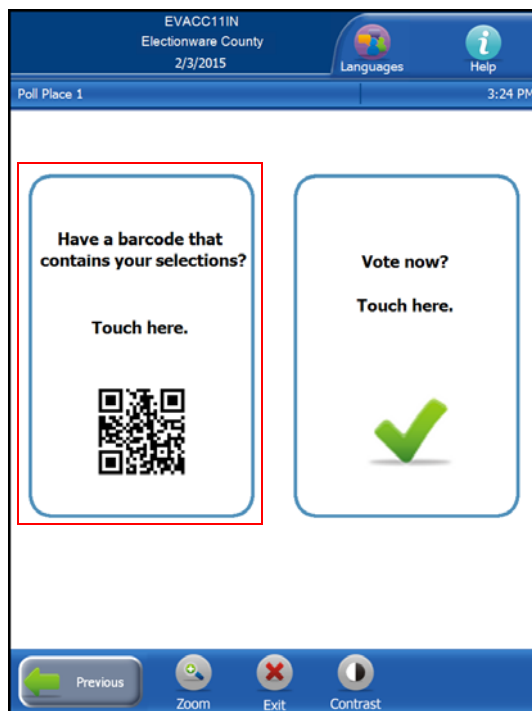 EVACC11IN
Electionware County
2/3/2015
Languages
Help
Poll Place 1
3:24 PM
Have a barcode that
contains your selections?
Touch here.
Vote now?
Touch here.
Previous
Zoom
Exit
Contrast